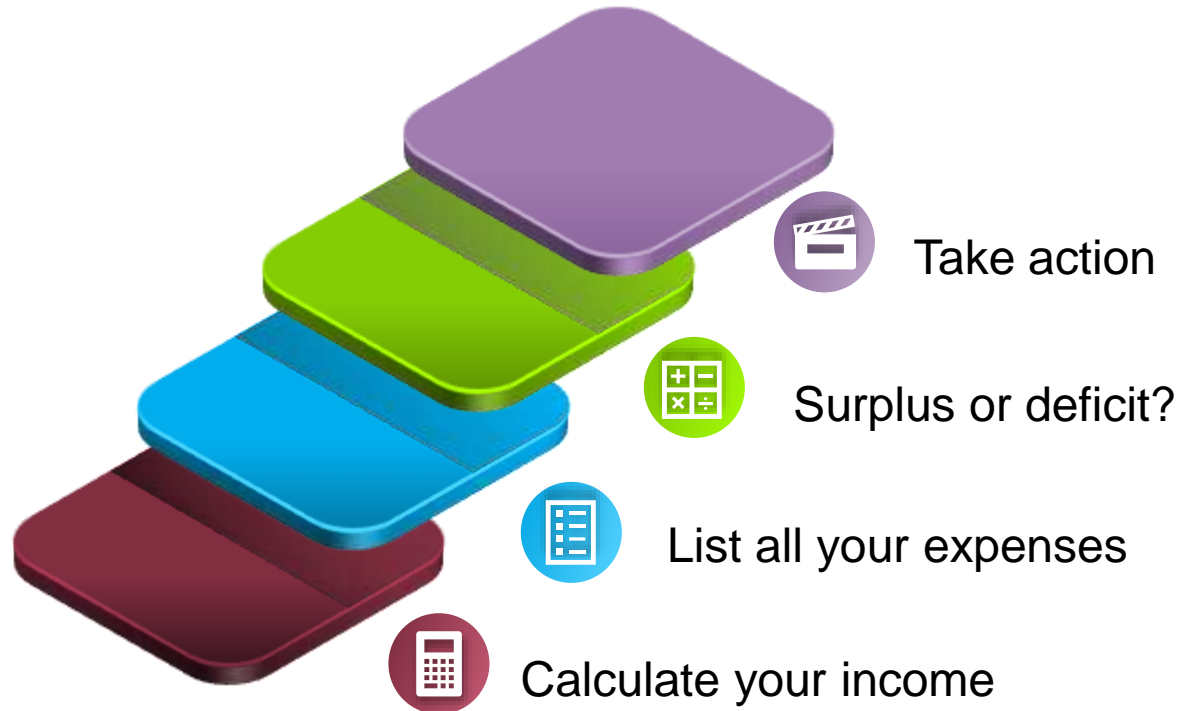 Take action
Surplus or deficit?
List all your expenses
Calculate your income